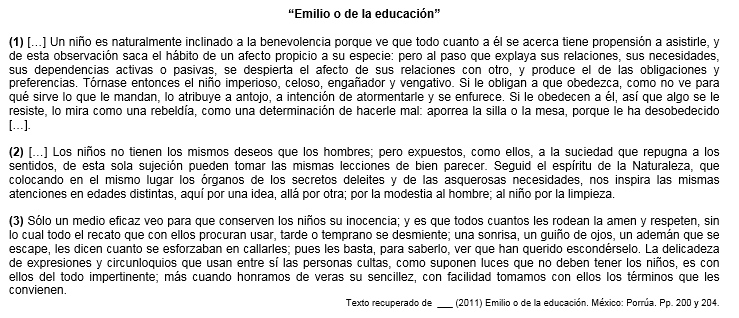 “Emilio o de la educación”
(1) […] Un niño es naturalmente inclinado a la benevolencia porque ve que todo cuanto a él se acerca tiene propensión a asistirle, y
de esta observación saca el hábito de un afecto propicio a su especie: pero al paso que explaya sus relaciones, sus necesidades,
sus dependencias activas o pasivas, se despierta el afecto de sus relaciones con otro, y produce el de las obligaciones y
preferencias. Tórnase entonces el niño imperioso, celoso, engañador y vengativo. Si le obligan a que obedezca, como no ve para
qué sirve lo que le mandan, lo atribuye a antojo, a intención de atormentarle y se enfurece. Si le obedecen a él, así que algo se le
resiste, lo mira como una rebeldía, como una determinación de hacerle mal: aporrea la silla o la mesa, porque le ha desobedecido
[…].
(2) […] Los niños no tienen los mismos deseos que los hombres; pero expuestos, como ellos, a la suciedad que repugna a los
sentidos, de esta sola sujeción pueden tomar las mismas lecciones de bien parecer. Seguid el espíritu de la Naturaleza, que
colocando en el mismo lugar los órganos de los secretos deleites y de las asquerosas necesidades, nos inspira las mismas
atenciones en edades distintas, aquí por una idea, allá por otra; por la modestia al hombre; al niño por la limpieza.
(3) Sólo un medio eficaz veo para que conserven los niños su inocencia; y es que todos cuantos les rodean la amen y respeten, sin
lo cual todo el recato que con ellos procuran usar, tarde o temprano se desmiente; una sonrisa, un guiño de ojos, un ademán que se
escape, les dicen cuanto se esforzaban en callarles; pues les basta, para saberlo, ver que han querido escondérselo. La delicadeza
de expresiones y circunloquios que usan entre sí las personas cultas, como suponen luces que no deben tener los niños, es con
ellos del todo impertinente; más cuando honramos de veras su sencillez, con facilidad tomamos con ellos los términos que les
convienen.
Texto recuperado de ___ (2011) Emilio o de la educación. México: Porrúa. Pp. 200 y 204.